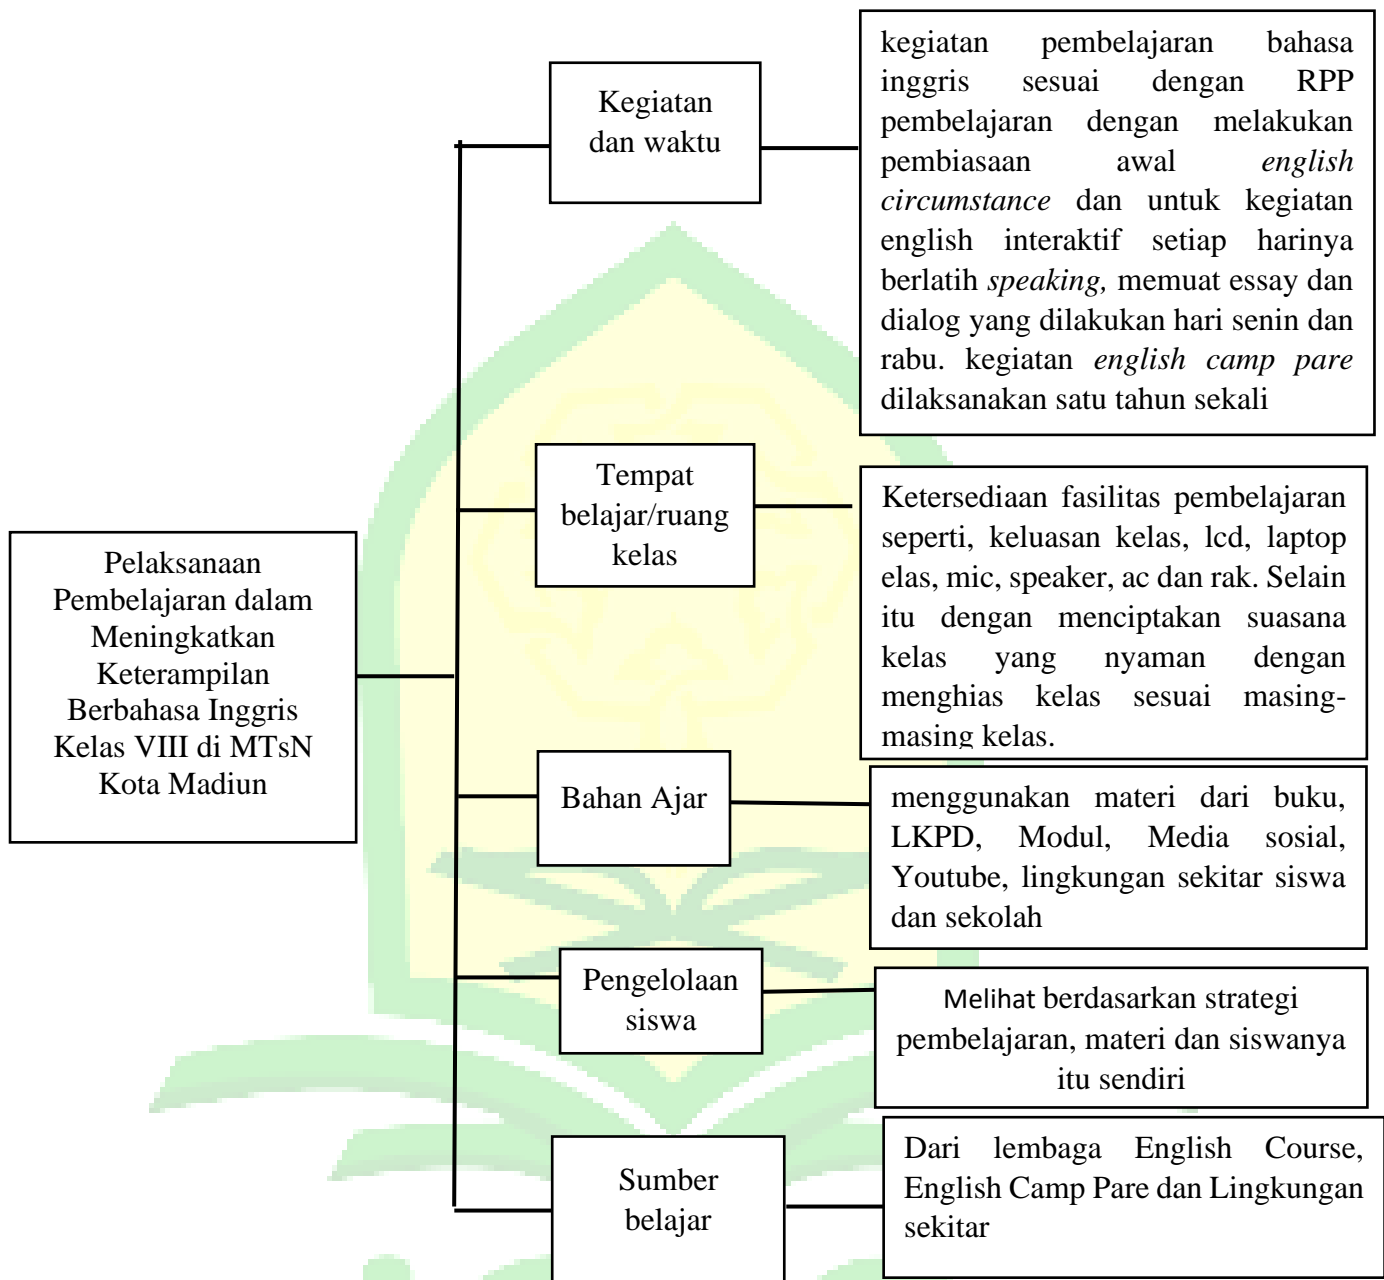 Pelaksanaan
Pembelajaran dalam
Meningkatkan
Keterampilan
Berbahasa Inggris
Kelas VIII di MTsN
Kota Madiun
Kegiatan
dan waktu
kegiatan pembelajaran bahasa
inggris sesuai dengan RPP
pembelajaran dengan melakukan
pembiasaan awal english
circumstance dan untuk kegiatan
english interaktif setiap harinya
berlatih speaking, memuat essay dan
dialog yang dilakukan hari senin dan
rabu. kegiatan english camp pare
dilaksanakan satu tahun sekali
Tempat
belajar/ruang
kelas
Ketersediaan fasilitas pembelajaran
seperti, keluasan kelas, lcd, laptop
elas, mic, speaker, ac dan rak. Selain
itu dengan menciptakan suasana
kelas yang nyaman dengan
menghias kelas sesuai masing-
masing kelas.
Bahan Ajar
menggunakan materi dari buku,
LKPD, Modul, Media sosial,
Youtube, lingkungan sekitar siswa
dan sekolah
Pengelolaan
siswa
Melihat berdasarkan strategi
pembelajaran, materi dan siswanya
itu sendiri
Sumber
belajar
Dari lembaga English Course,
English Camp Pare dan Lingkungan
sekitar